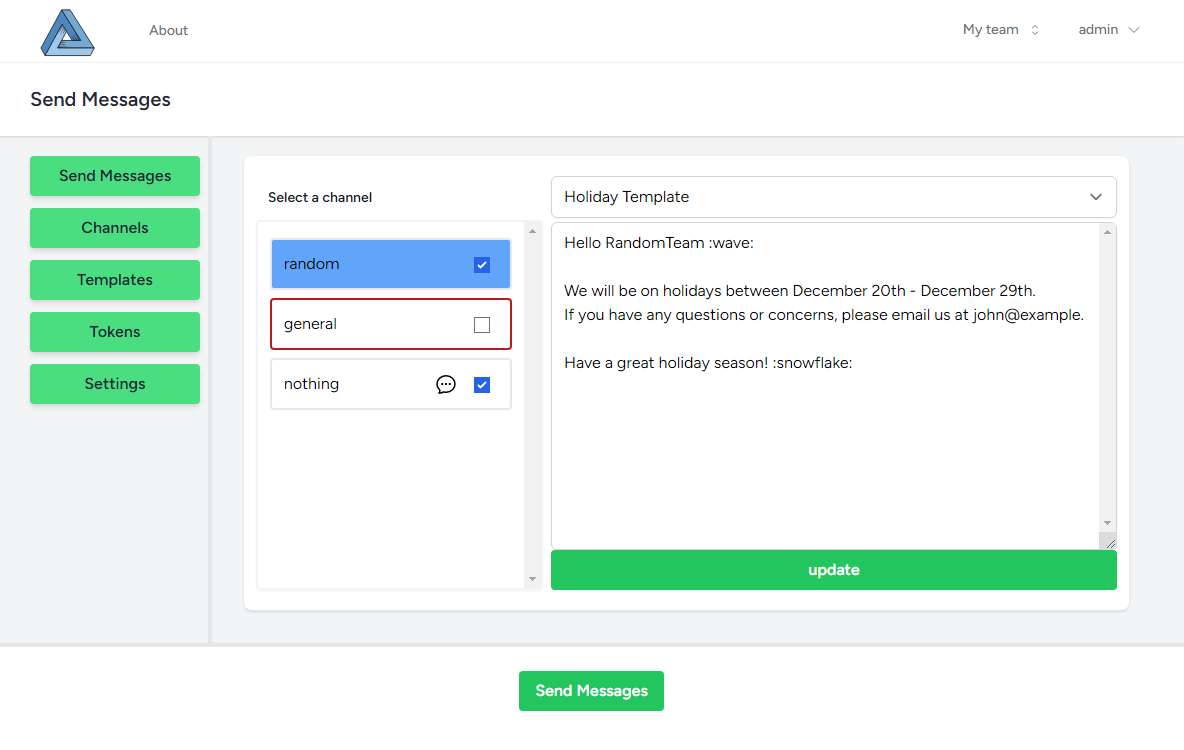 About
My team
admin
Send Messages
Send Messages
Channels
Templates
Tokens
Settings
Select a channel
random
general
nothing
Holiday Template
Hello RandomTeam :wave:
We will be on holidays between December 20th - December 29th.
If you have any questions or concerns, please email us at john@example.
Have a great holiday season! :snowflake:
update
Send Messages